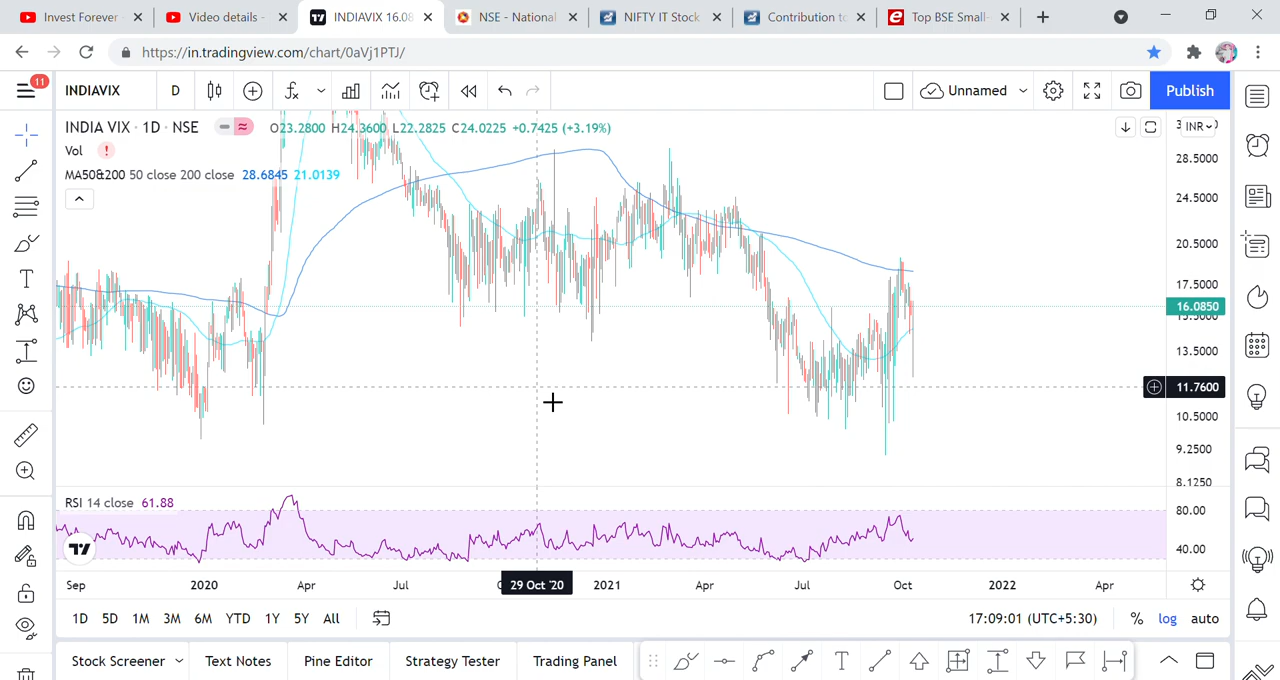 Invest Forever
Video details -
INDIAVIX 16.08
NSE - National
NIFTY IT Stock
Contribution to
Top BSE Small-
https://in.tradingview.com/chart/0aVj1PTJ/
11
INDIAVIX
D
Unnamed
Publish
INDIA VIX · 1D · NSE
O23.2800 H24.3600 L22.2825 C24.0225 +0.7425 (+3.19%)
INR
Vol
MA50&200 50 close 200 close 28.6845 21.0139
28.5000
24.5000
20.5000
17.5000
16.0850
15.5000
13.5000
11.7600
10.5000
9.2500
8.1250
RSI 14 close 61.88
80.00
40.00
Sep 2020 Apr Jul 29 Oct '20 2021 Apr Jul Oct 2022 Apr
1D 5D 1M 3M 6M YTD 1Y 5Y All
17:09:01 (UTC+5:30) % log auto
Stock Screener Text Notes Pine Editor Strategy Tester Trading Panel